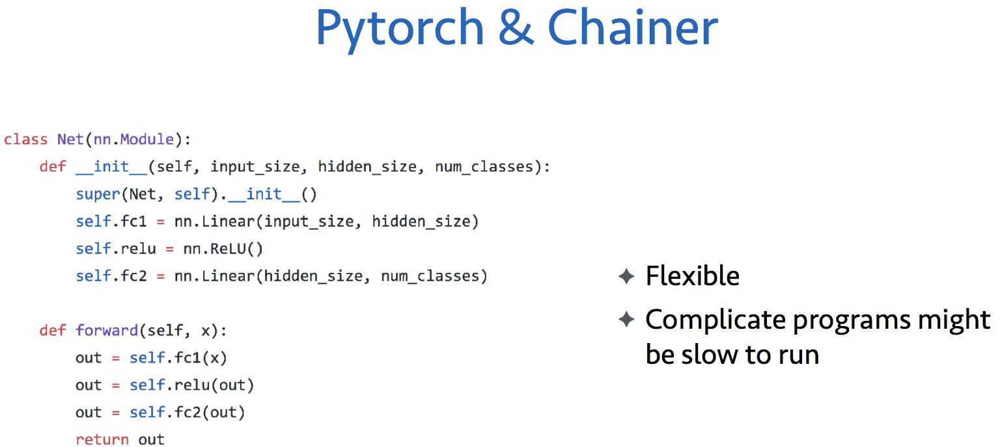 Pytorch & Chainer
class Net(nn.Module):
    def __init__(self, input_size, hidden_size, num_classes):
        super(Net, self).__init__()
        self.fc1 = nn.Linear(input_size, hidden_size)
        self.relu = nn.ReLU()
        self.fc2 = nn.Linear(hidden_size, num_classes)
    def forward(self, x):
        out = self.fc1(x)
        out = self.relu(out)
        out = self.fc2(out)
        return out
✦ Flexible
✦ Complicate programs might
be slow to run